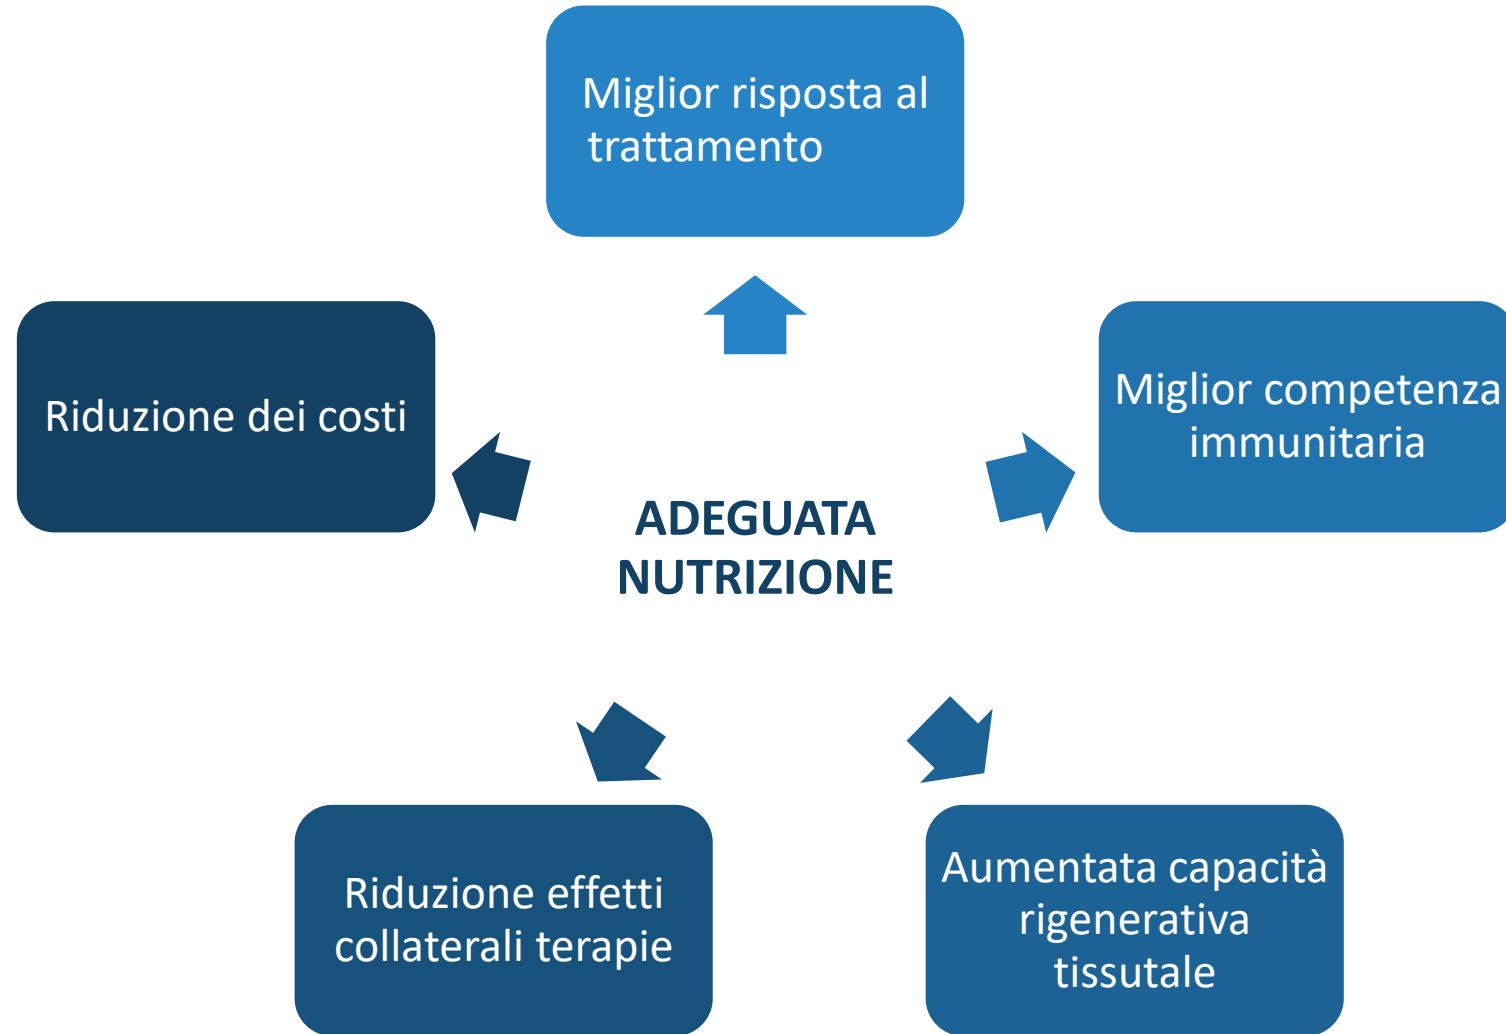 Miglior risposta al
trattamento
Riduzione dei costi
Miglior competenza
immunitaria
ADEGUATA
NUTRIZIONE
Riduzione effetti
collaterali terapie
Aumentata capacità
rigenerativa
tissutale